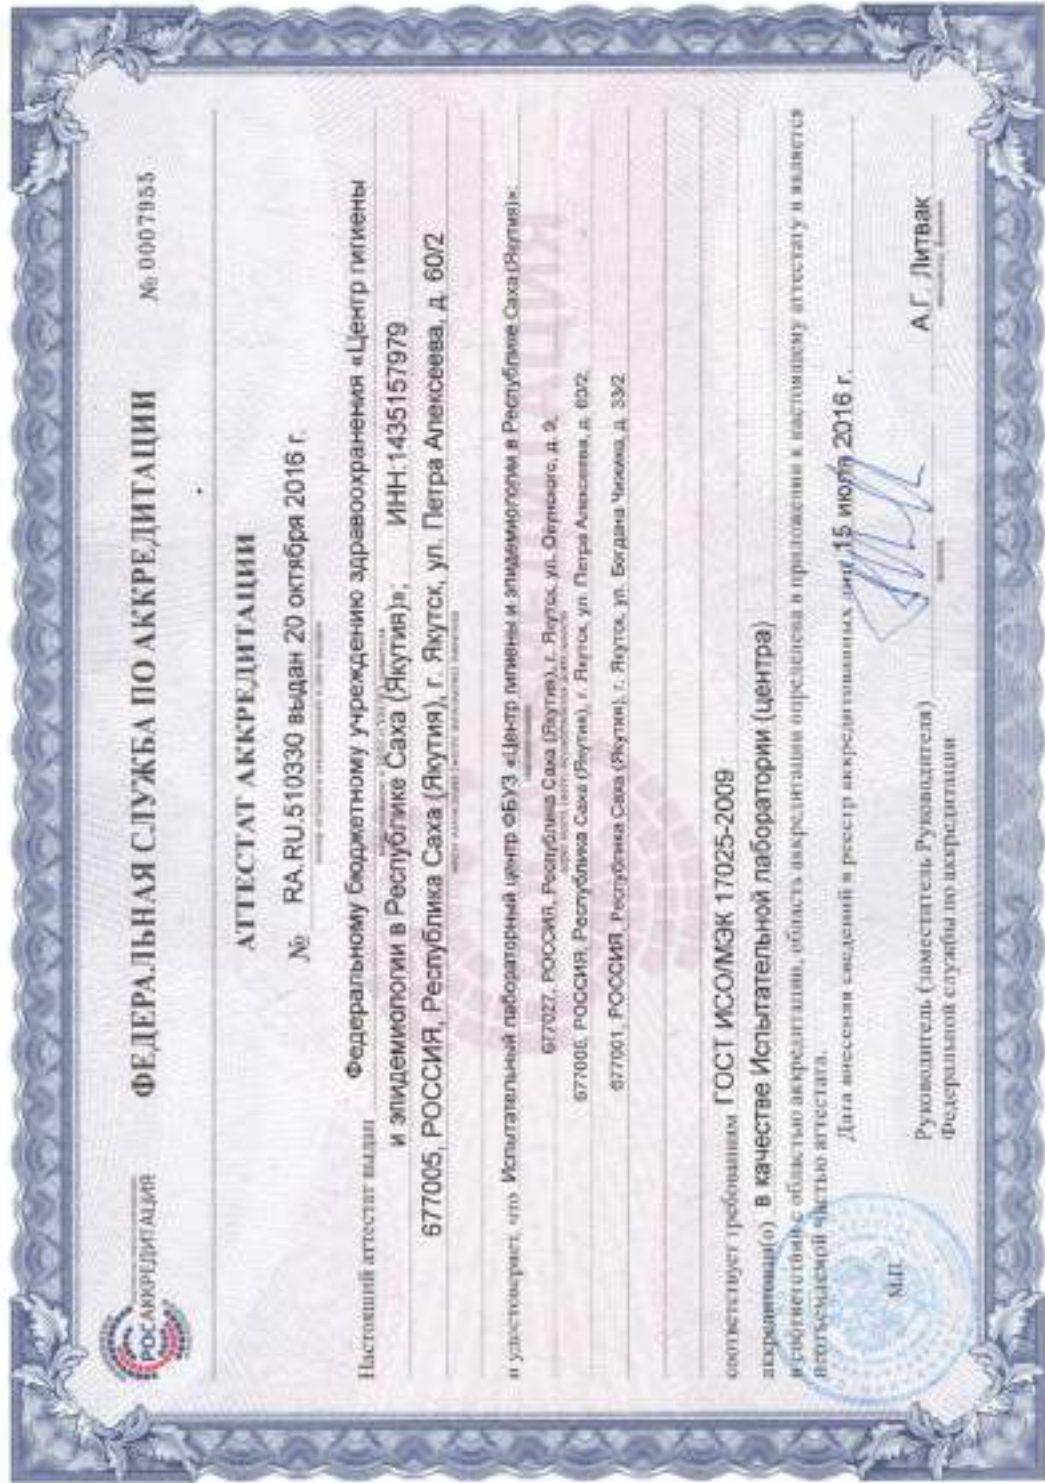 РОСАККРЕДИТАЦИЯ
ФЕДЕРАЛЬНАЯ СЛУЖБА ПО АККРЕДИТАЦИИ
№ 0007955
АТТЕСТАТ АККРЕДИТАЦИИ
№ RA.RU.510330 выдан 20 октября 2016 г.
Настоящий аттестат выдан Федеральному бюджетному учреждению здравоохранения «Центр гигиены
и эпидемиологии в Республике Саха (Якутия)»; ИНН:1435157979
677005, РОССИЯ, Республика Саха (Якутия), г. Якутск, ул. Петра Алексеева, д. 60/2
и удостоверяет, что Испытательный лабораторный центр ФБУЗ «Центр гигиены и эпидемиологии в Республике Саха (Якутия)»;
677027, РОССИЯ, Республика Саха (Якутия), г. Якутск, ул. Ойунского, д. 9,
677005, РОССИЯ, Республика Саха (Якутия), г. Якутск, ул. Петра Алексеева, д. 60/2,
677001, РОССИЯ, Республика Саха (Якутия), г. Якутск, ул. Богдана Чижика, д. 33/2
соответствует требованиям ГОСТ ИСО/МЭК 17025-2009
аккредитован(о) в качестве Испытательной лаборатории (центра)
в соответствии с областью аккредитации, область аккредитации определена в приложении к настоящему аттестату и является
неотъемлемой частью аттестата.
Дата внесения сведений в реестр аккредитованных лиц 15 июля 2016 г.
Руководитель (заместитель Руководителя)
Федеральной службы по аккредитации
А.Г. Литвак
М.П.